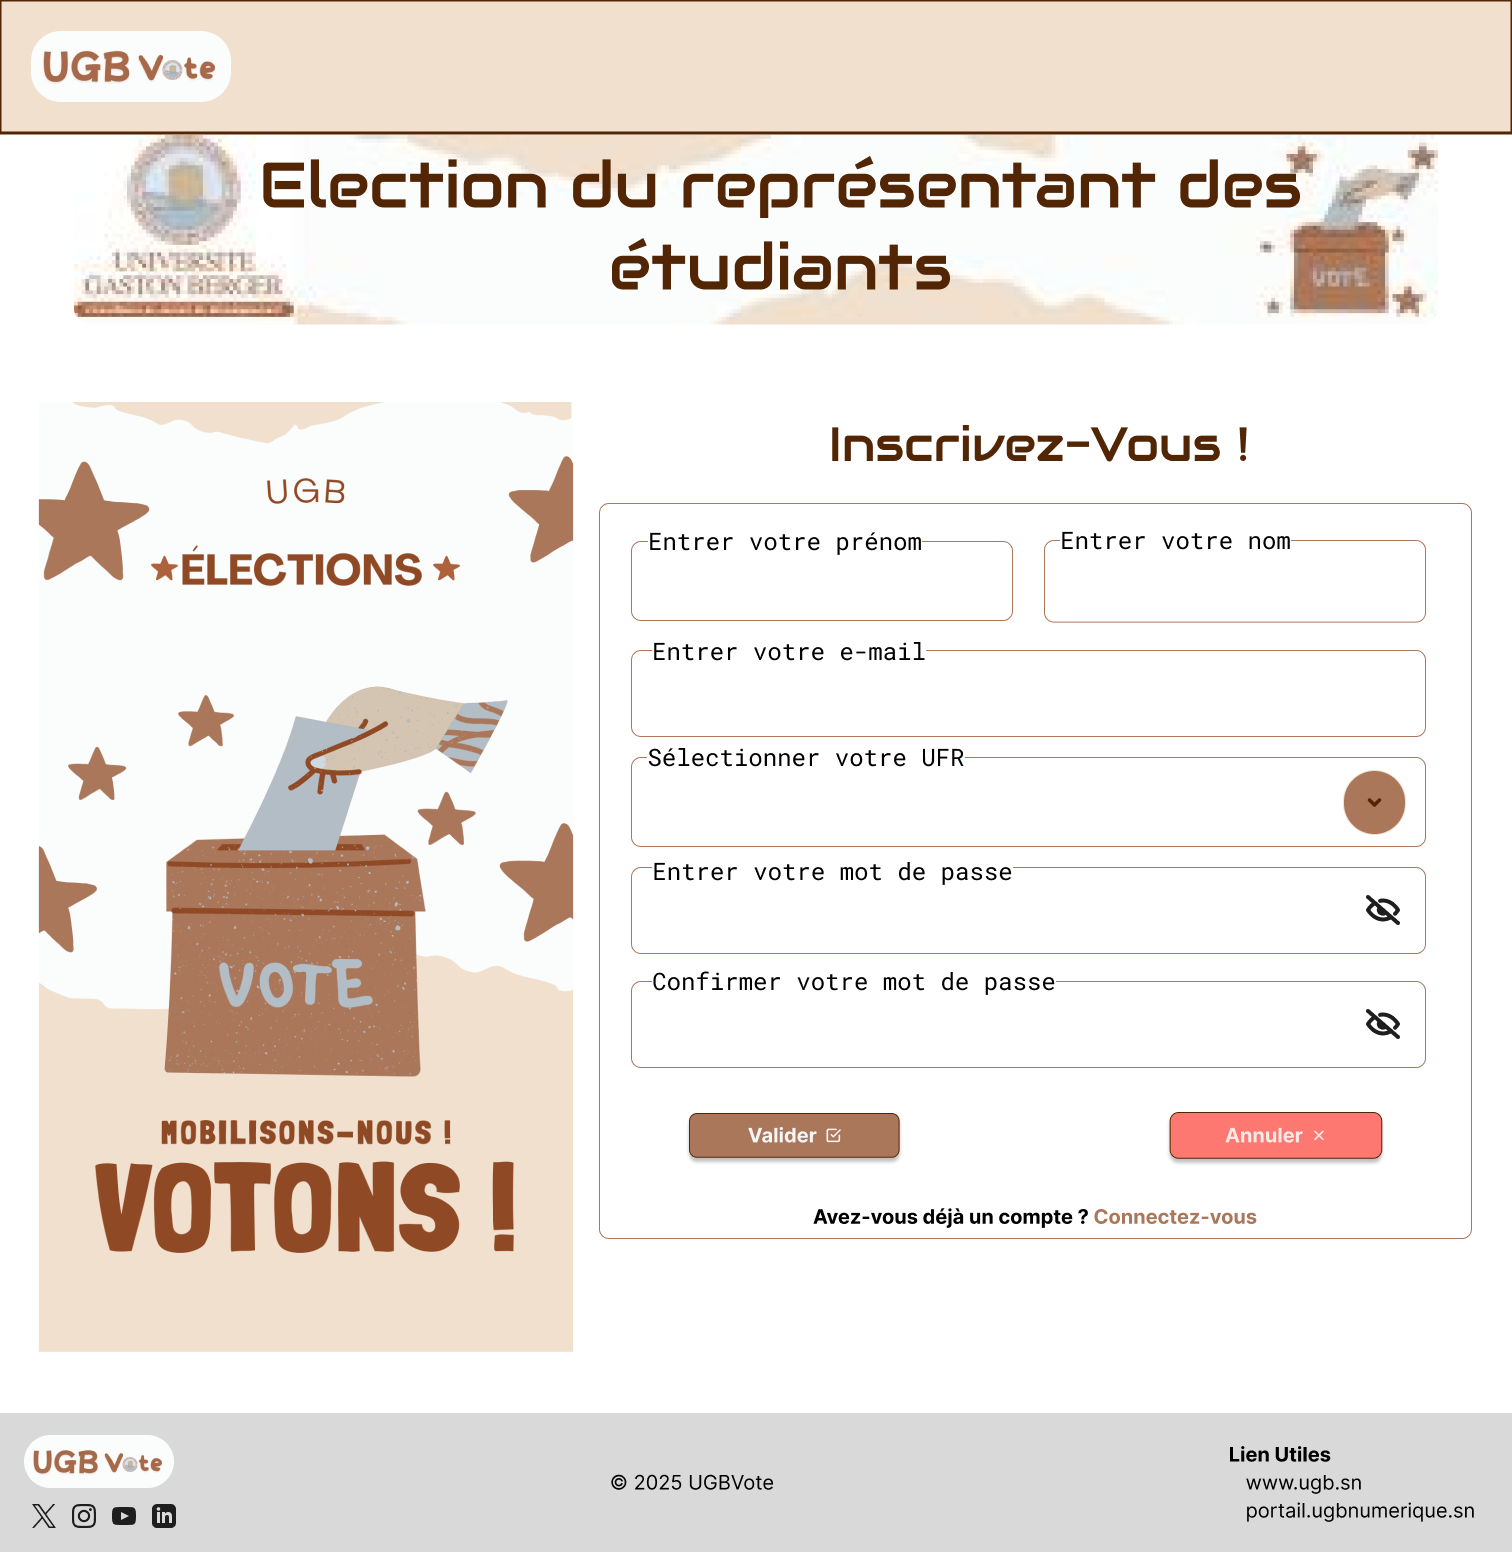 UGB Vote
Election du représentant des
étudiants
UNIVERSITE
GASTON BERGER
VOTE
UGB
ÉLECTIONS
VOTE
MOBILISONS-NOUS !
VOTONS !
Inscrivez-Vous !
Entrer votre prénom
Entrer votre nom
Entrer votre e-mail
Sélectionner votre UFR
Entrer votre mot de passe
Confirmer votre mot de passe
Valider
Annuler
Avez-vous déjà un compte ? Connectez-vous
UGB Vote
© 2025 UGBVote
Lien Utiles
www.ugb.sn
portail.ugbnumerique.sn